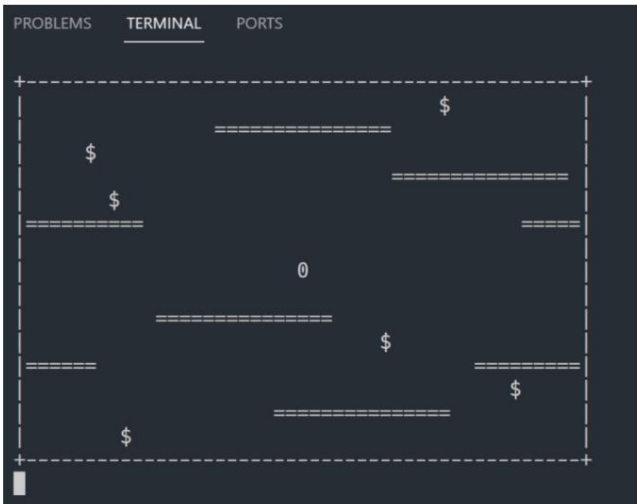 PROBLEMS TERMINAL PORTS
+-----------------------------------------------+
|                                   $           |
|                ===============                |
|     $                                         |
|                               =============== |
|       $                                       |
|==========                                =====|
|                                               |
|                       0                       |
|                                               |
|           ===============                     |
|                              $                |
|======                                =========|
|                                         $     |
|                     ===============           |
|        $                                      |
+-----------------------------------------------+